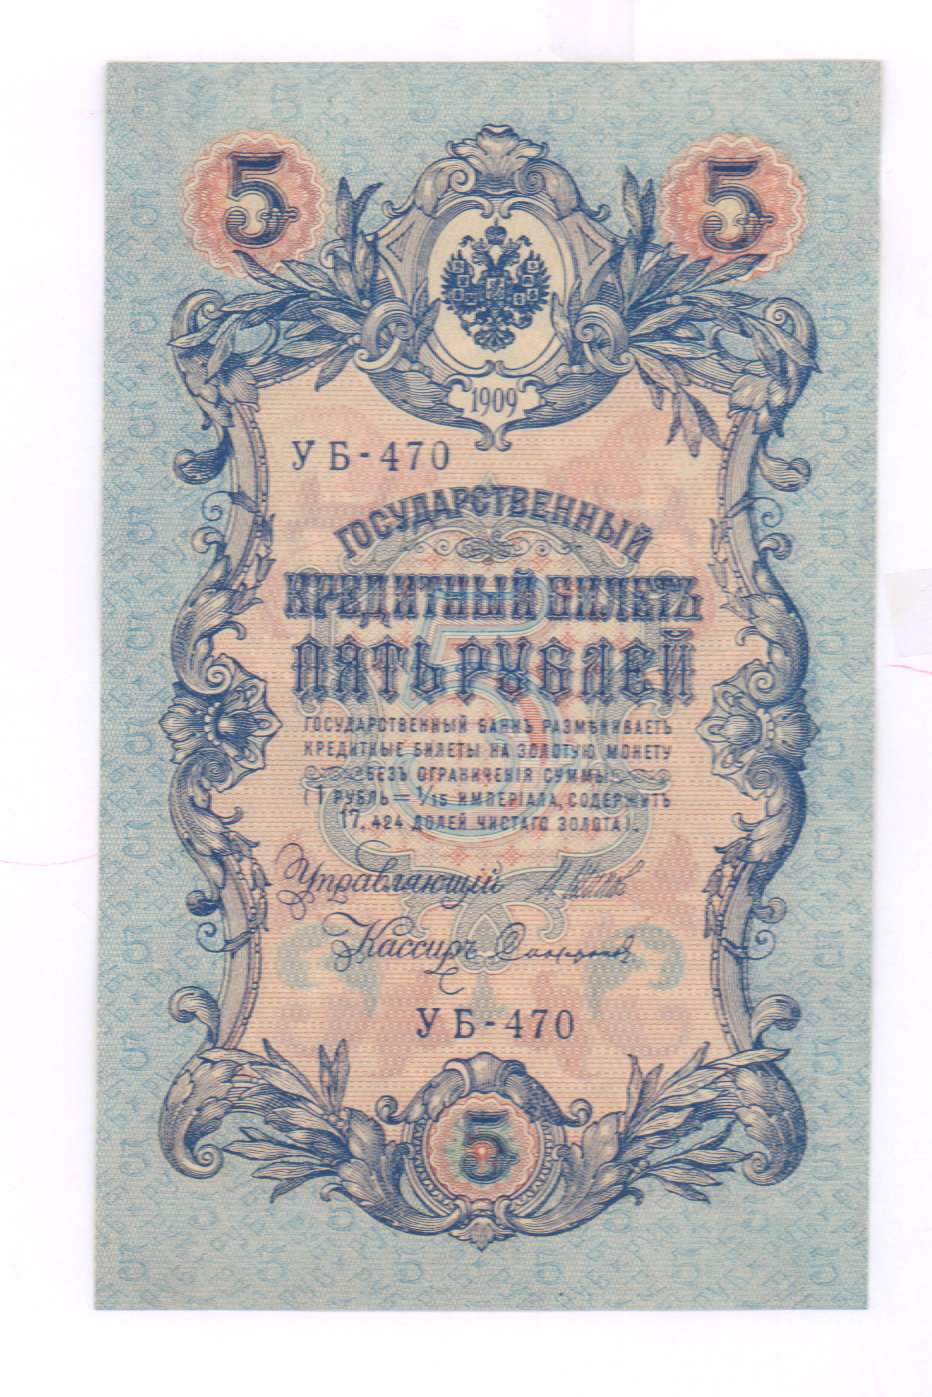 5 5
1909
УБ-470
ГОСУДАРСТВЕННЫЙ
КРЕДИТНЫЙ БИЛЕТЪ
ПЯТЬ РУБЛЕЙ
5
ГОСУДАРСТВЕННЫЙ БАНКЪ РАЗМѢНИВАЕТЪ
КРЕДИТНЫЕ БИЛЕТЫ НА ЗОЛОТУЮ МОНЕТУ
БЕЗЪ ОГРАНИЧЕНІЯ СУММЫ
(1 РУБЛЬ = 1/15 ИМПЕРІАЛА, СОДЕРЖИТЪ
17,424 ДОЛЕЙ ЧИСТАГО ЗОЛОТА).
Управляющій
Кассиръ
УБ-470
5